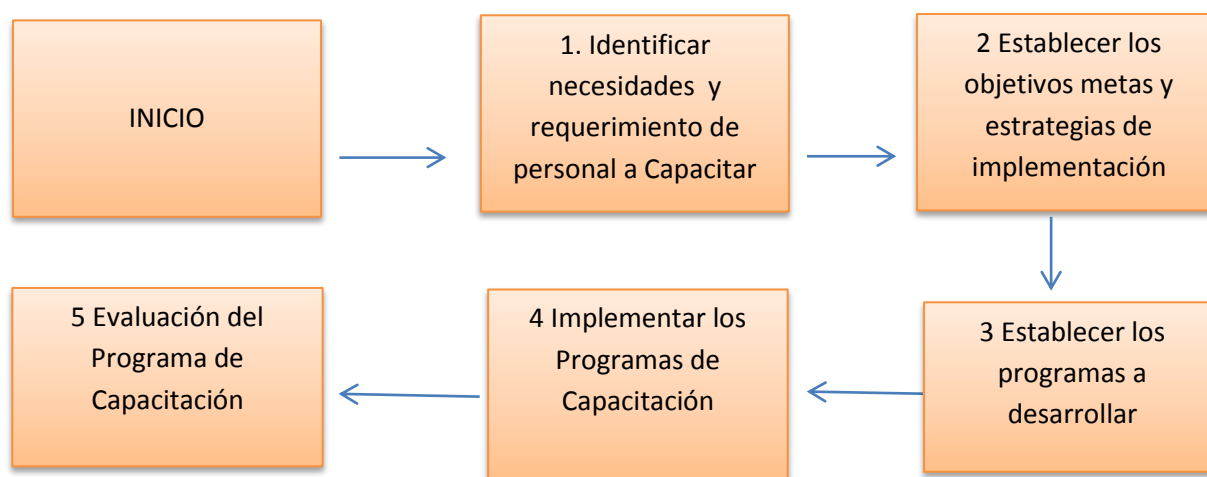 INICIO
1. Identificar
necesidades y
requerimiento de
personal a Capacitar
2 Establecer los
objetivos metas y
estrategias de
implementación
3 Establecer los
programas a
desarrollar
4 Implementar los
Programas de
Capacitación
5 Evaluación del
Programa de
Capacitación